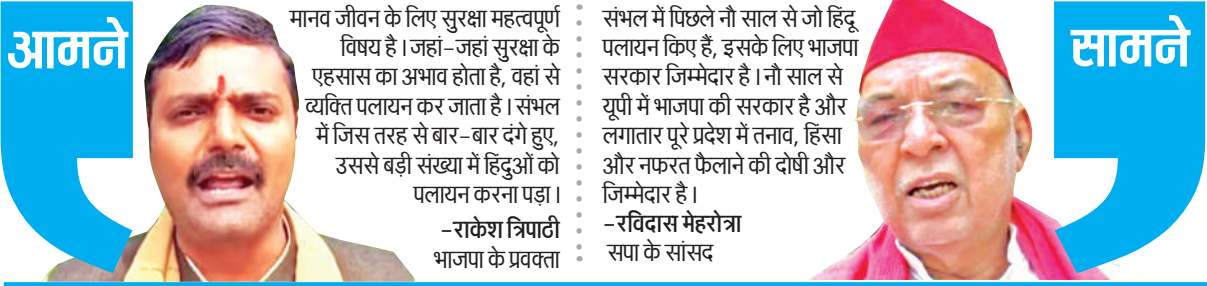 आमने
मानव जीवन के लिए सुरक्षा महत्वपूर्ण
विषय है। जहां-जहां सुरक्षा के
एहसास का अभाव होता है, वहां से
व्यक्ति पलायन कर जाता है। संभल
में जिस तरह से बार-बार दंगे हुए,
उससे बड़ी संख्या में हिंदुओं को
पलायन करना पड़ा।
-राकेश त्रिपाठी
भाजपा के प्रवक्ता
संभल में पिछले नौ साल से जो हिंदू
पलायन किए हैं, इसके लिए भाजपा
सरकार जिम्मेदार है। नौ साल से
यूपी में भाजपा की सरकार है और
लगातार पूरे प्रदेश में तनाव, हिंसा
और नफरत फैलाने की दोषी और
जिम्मेदार है।
-रविदास मेहरोत्रा
सपा के सांसद
सामने